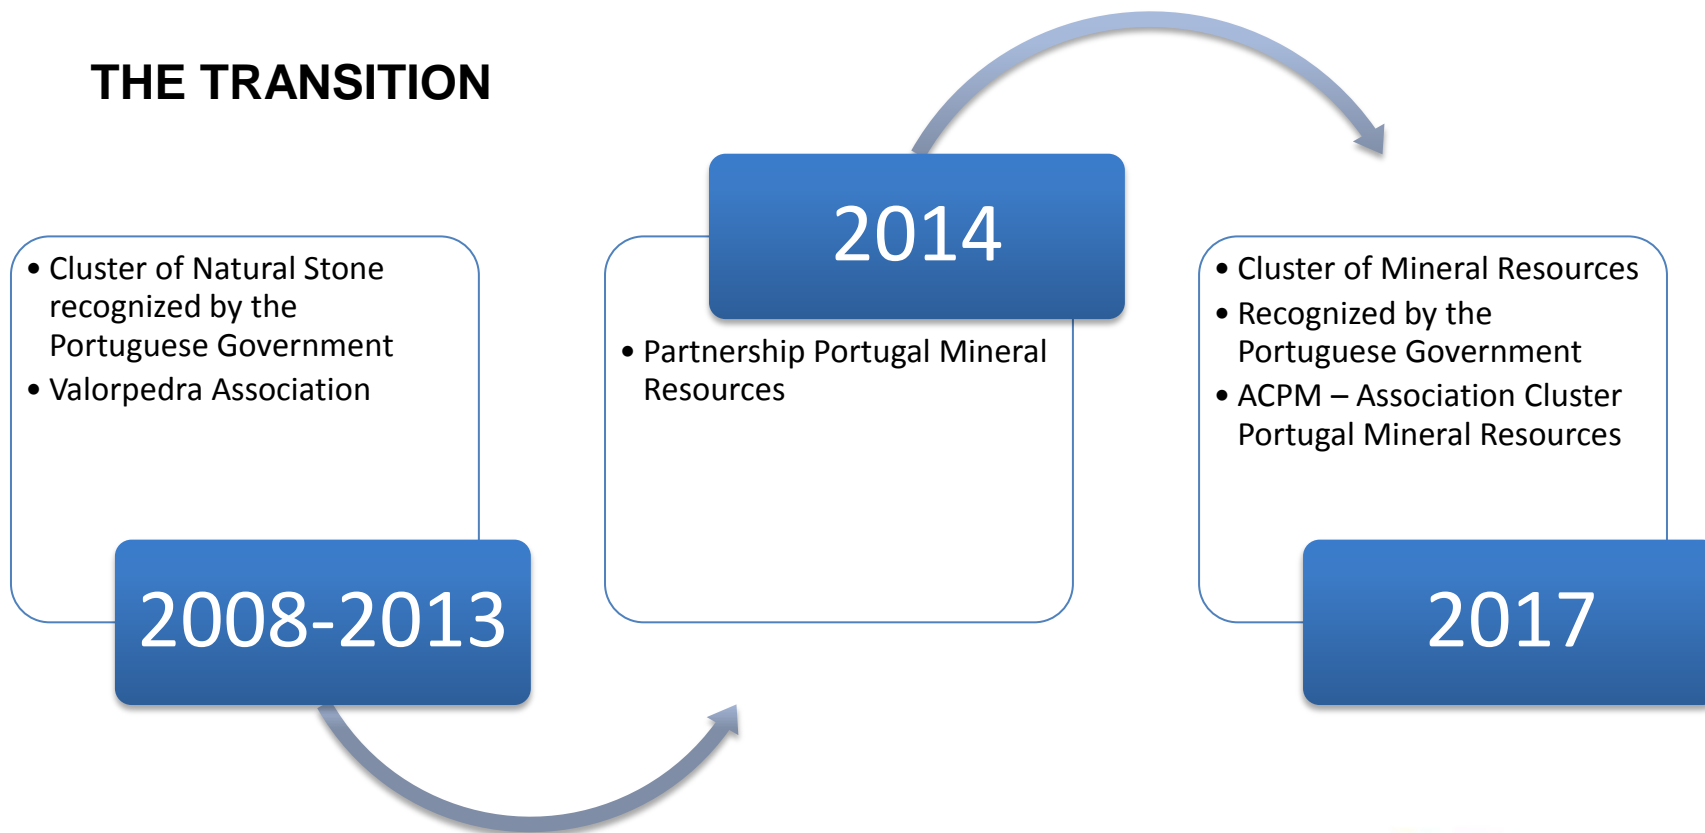 THE TRANSITION
• Cluster of Natural Stone
recognized by the
Portuguese Government
• Valorpedra Association
2008-2013
2014
• Partnership Portugal Mineral
Resources
• Cluster of Mineral Resources
• Recognized by the
Portuguese Government
• ACPM – Association Cluster
Portugal Mineral Resources
2017